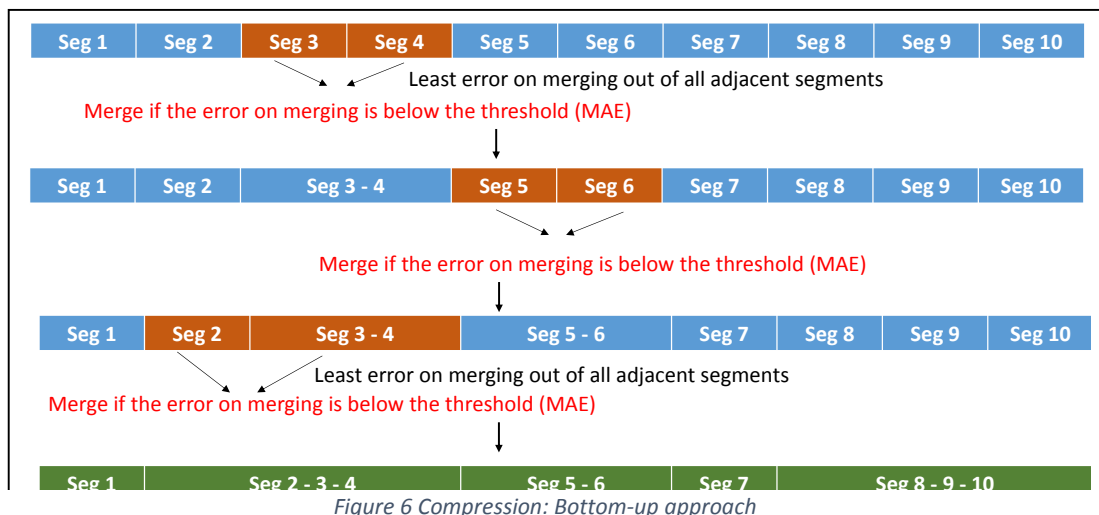 Seg 1 Seg 2 Seg 3 Seg 4 Seg 5 Seg 6 Seg 7 Seg 8 Seg 9 Seg 10
Least error on merging out of all adjacent segments
Merge if the error on merging is below the threshold (MAE)
Seg 1 Seg 2 Seg 3 - 4 Seg 5 Seg 6 Seg 7 Seg 8 Seg 9 Seg 10
Merge if the error on merging is below the threshold (MAE)
Seg 1 Seg 2 Seg 3 - 4 Seg 5 - 6 Seg 7 Seg 8 Seg 9 Seg 10
Least error on merging out of all adjacent segments
Merge if the error on merging is below the threshold (MAE)
Seg 1 Seg 2 - 3 - 4 Seg 5 - 6 Seg 7 Seg 8 - 9 - 10
Figure 6 Compression: Bottom-up approach